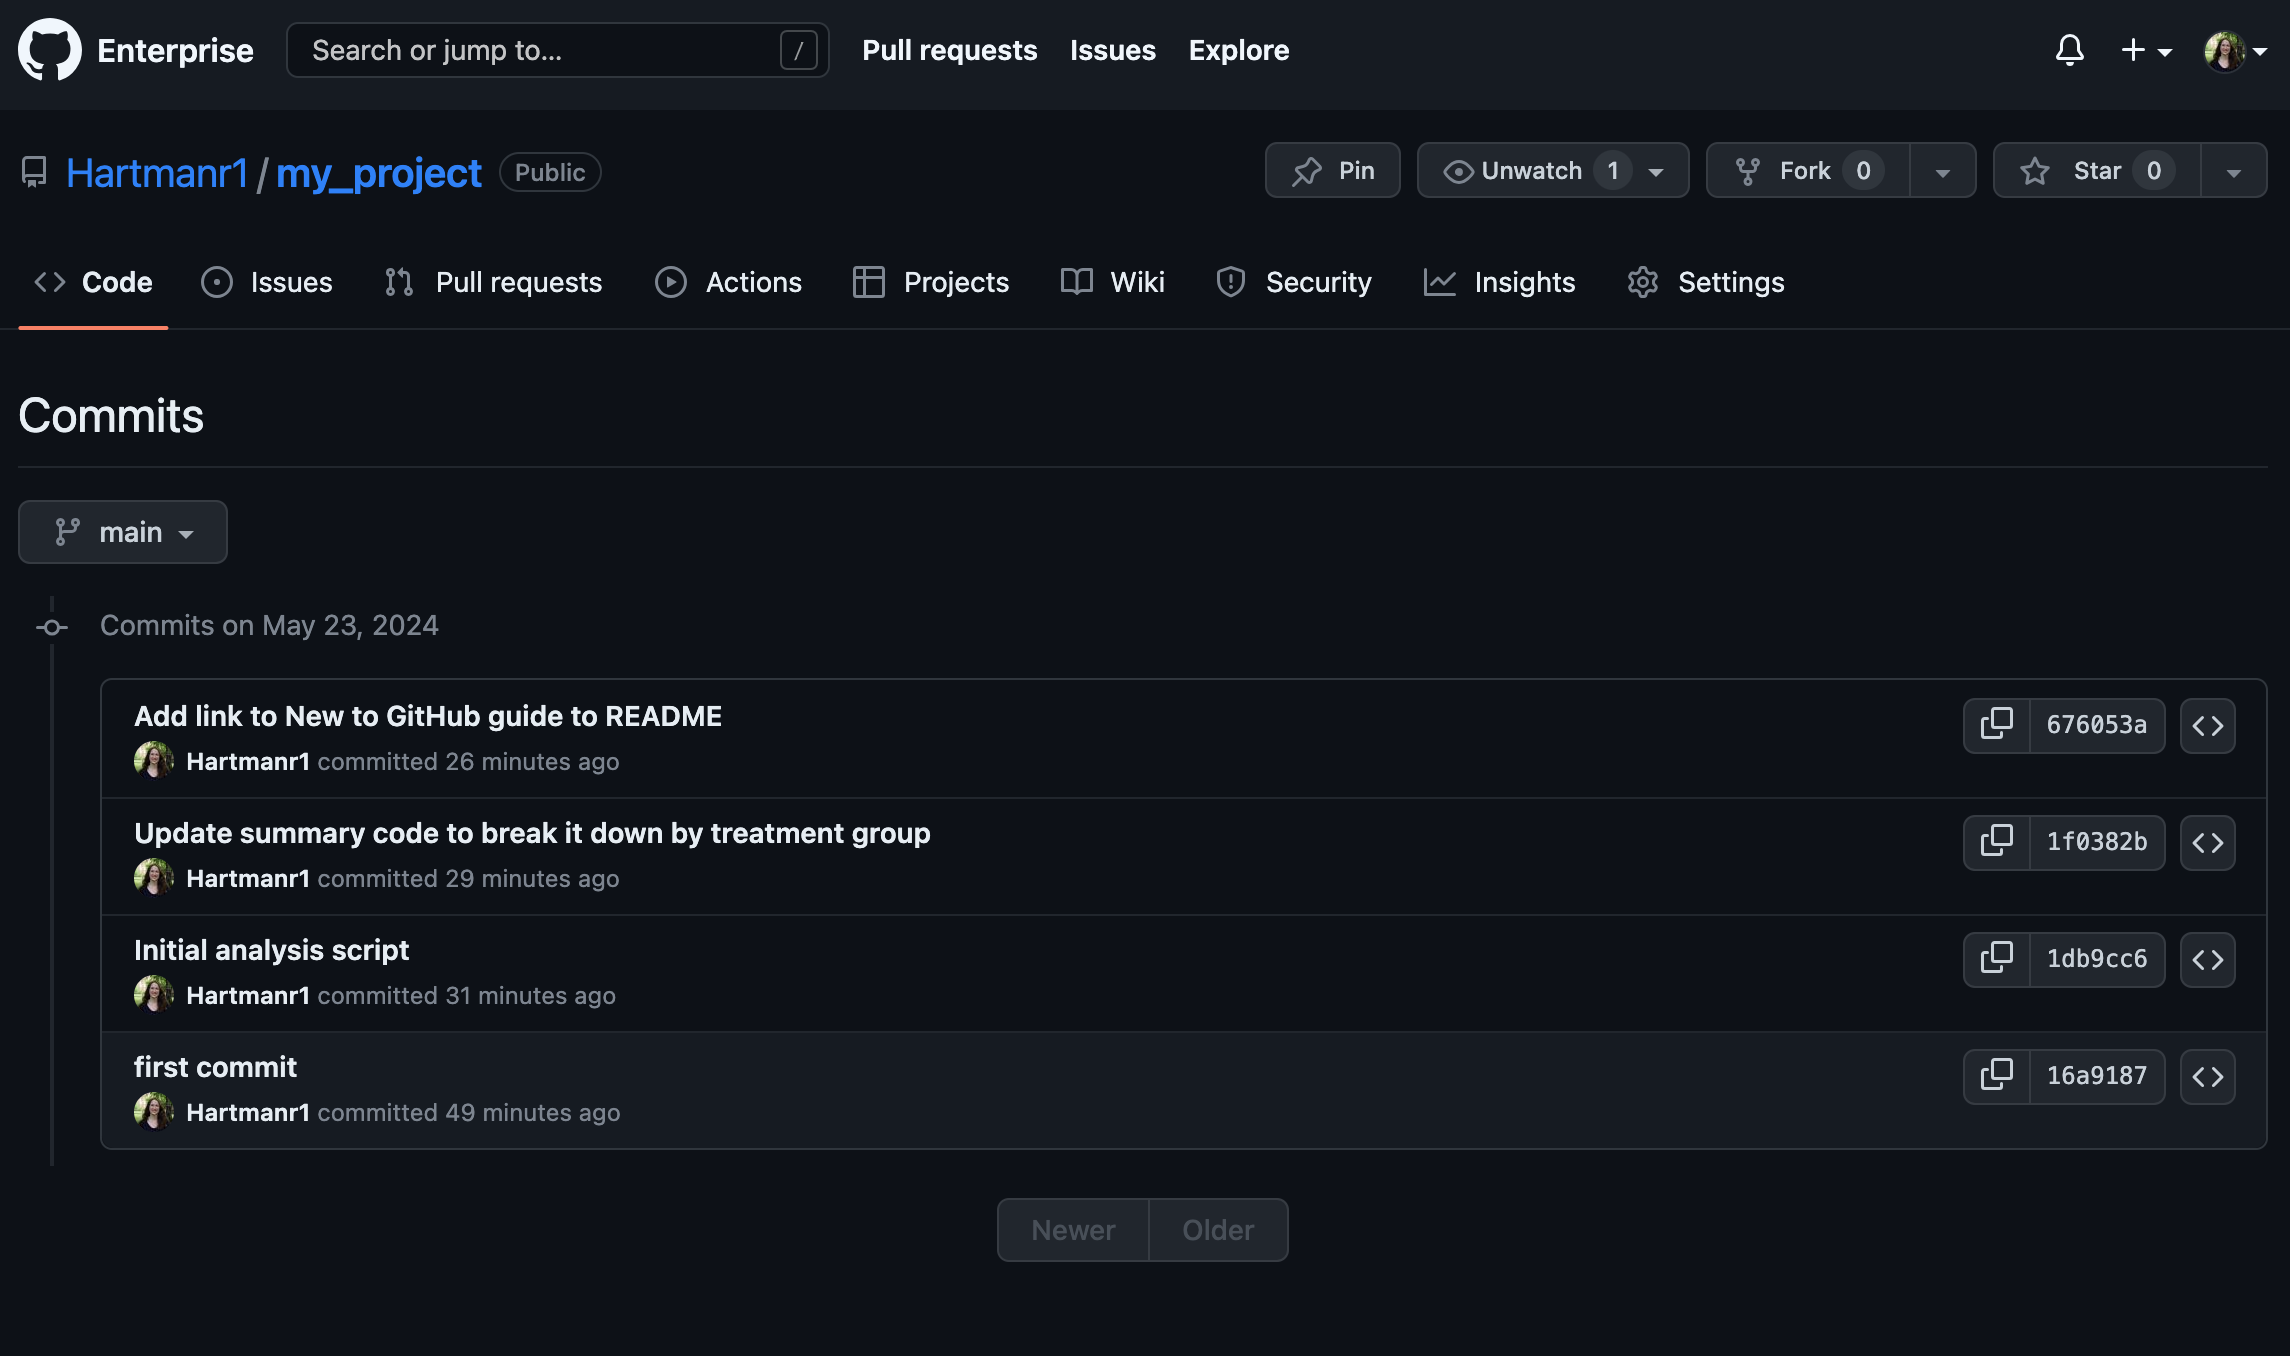 Enterprise Search or jump to... / Pull requests Issues Explore
Hartmanr1 / my_project Public Pin Unwatch 1 Fork 0 Star 0
Code Issues Pull requests Actions Projects Wiki Security Insights Settings
Commits
main
Commits on May 23, 2024
Add link to New to GitHub guide to README
676053a
Hartmanr1 committed 26 minutes ago
Update summary code to break it down by treatment group
1f0382b
Hartmanr1 committed 29 minutes ago
Initial analysis script
1db9cc6
Hartmanr1 committed 31 minutes ago
first commit
16a9187
Hartmanr1 committed 49 minutes ago
Newer Older